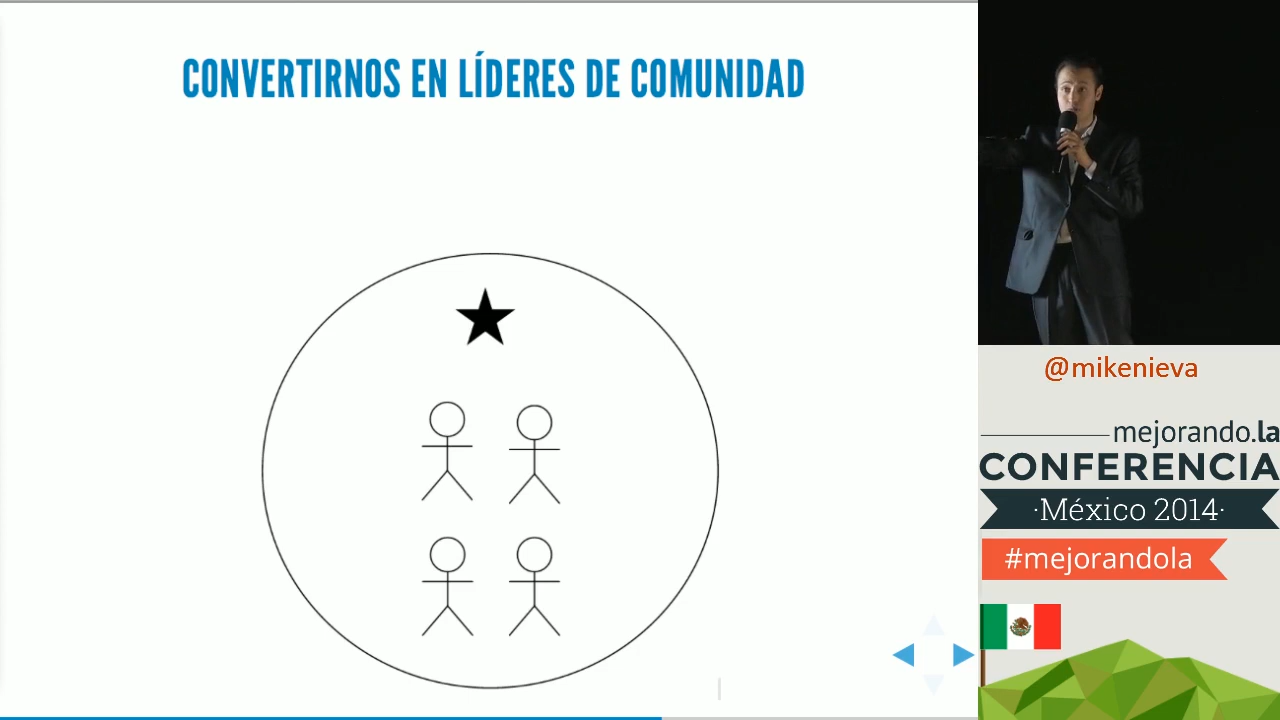 CONVERTIRNOS EN LÍDERES DE COMUNIDAD
@mikenieva
mejorando.la
CONFERENCIA
·México 2014·
#mejorandola